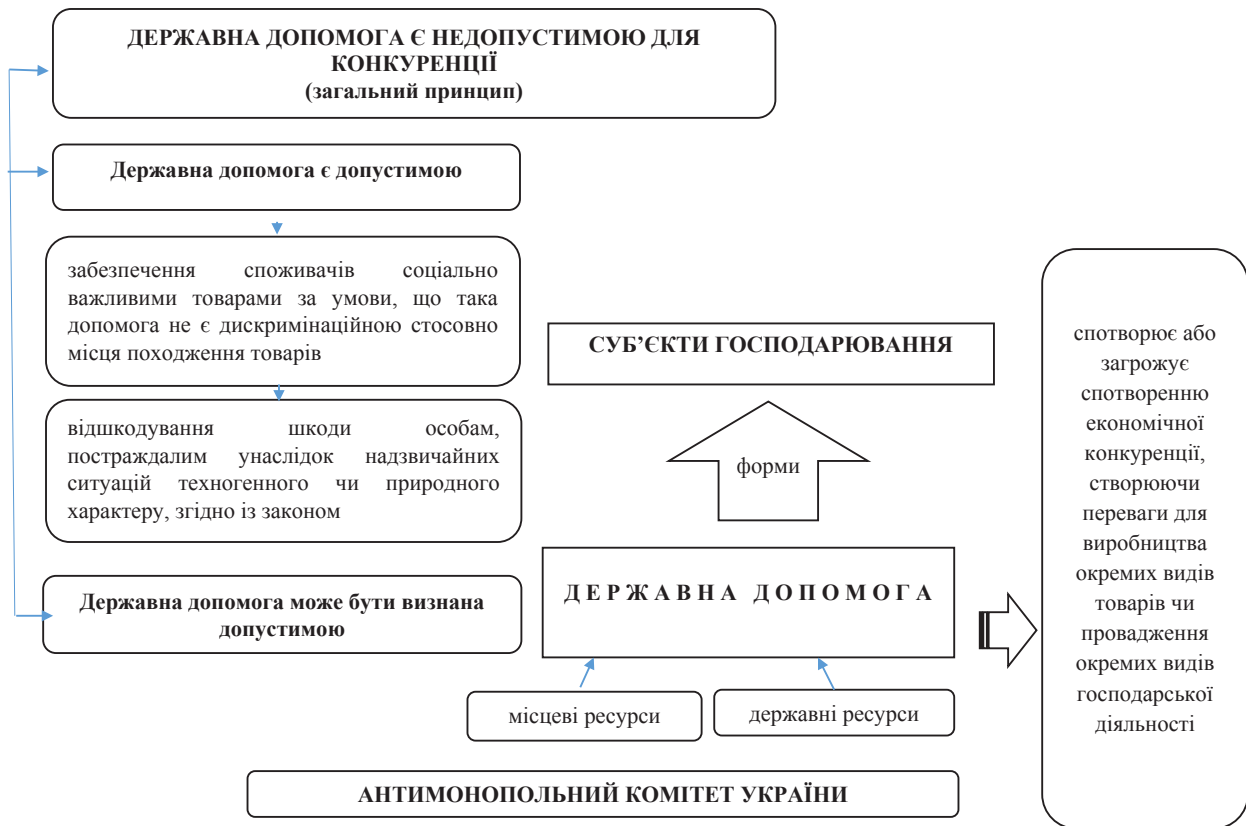 ДЕРЖАВНА ДОПОМОГА Є НЕДОПУСТИМОЮ ДЛЯ
КОНКУРЕНЦІЇ
(загальний принцип)
Державна допомога є допустимою
забезпечення споживачів соціально
важливими товарами за умови, що така
допомога не є дискримінаційною стосовно
місця походження товарів
відшкодування шкоди особам,
постраждалим унаслідок надзвичайних
ситуацій техногенного чи природного
характеру, згідно із законом
Державна допомога може бути визнана
допустимою
СУБ’ЄКТИ ГОСПОДАРЮВАННЯ
форми
Д Е Р Ж А В Н А Д О П О М О Г А
місцеві ресурси
державні ресурси
АНТИМОНОПОЛЬНИЙ КОМІТЕТ УКРАЇНИ
спотворює або
загрожує
спотворенню
економічної
конкуренції,
створюючи
переваги для
виробництва
окремих видів
товарів чи
провадження
окремих видів
господарської
діяльності